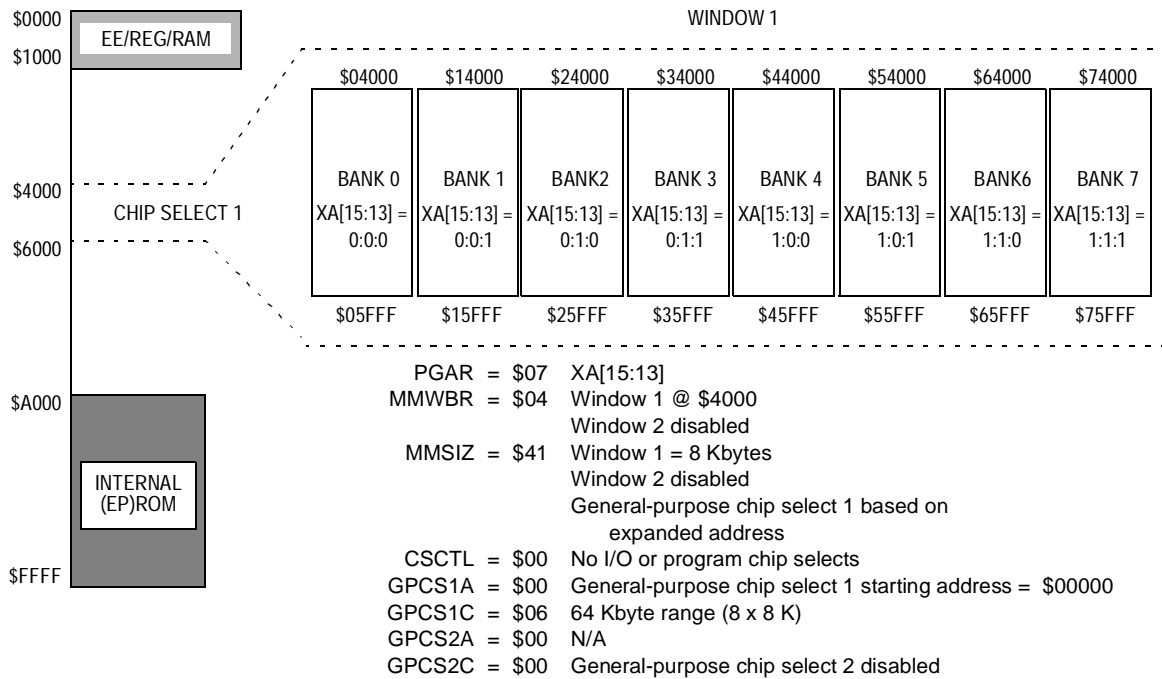 $0000
EE/REG/RAM
$1000
WINDOW 1
$04000 $14000 $24000 $34000 $44000 $54000 $64000 $74000
BANK 0 BANK 1 BANK2 BANK 3 BANK 4 BANK 5 BANK6 BANK 7
XA[15:13] = XA[15:13] = XA[15:13] = XA[15:13] = XA[15:13] = XA[15:13] = XA[15:13] = XA[15:13] =
0:0:0 0:0:1 0:1:0 0:1:1 1:0:0 1:0:1 1:1:0 1:1:1
$05FFF $15FFF $25FFF $35FFF $45FFF $55FFF $65FFF $75FFF
$4000
CHIP SELECT 1
$6000
$A000
INTERNAL
(EP)ROM
$FFFF
PGAR = $07 XA[15:13]
MMWBR = $04 Window 1 @ $4000
Window 2 disabled
MMSIZ = $41 Window 1 = 8 Kbytes
Window 2 disabled
General-purpose chip select 1 based on
expanded address
CSCTL = $00 No I/O or program chip selects
GPCS1A = $00 General-purpose chip select 1 starting address = $00000
GPCS1C = $06 64 Kbyte range (8 x 8 K)
GPCS2A = $00 N/A
GPCS2C = $00 General-purpose chip select 2 disabled